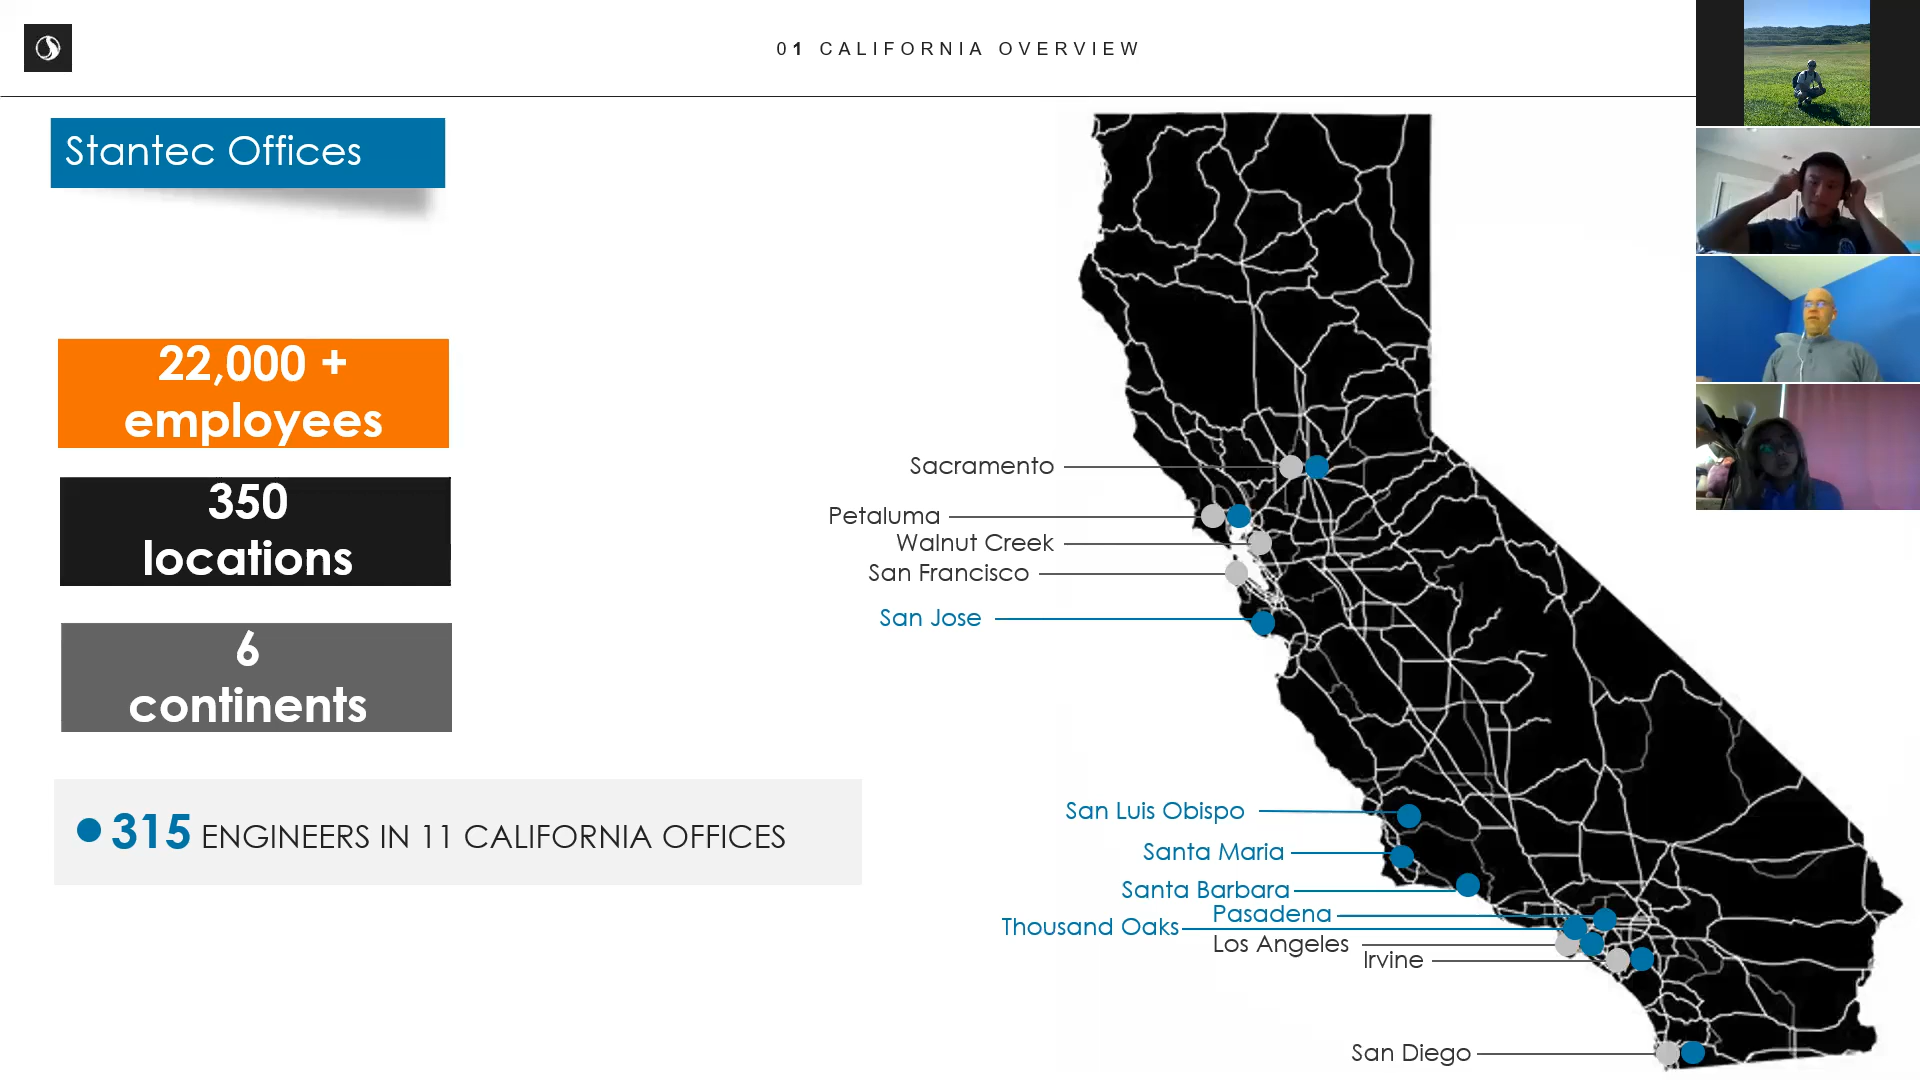 01 CALIFORNIA OVERVIEW
Stantec Offices
22,000 +
employees
350
locations
6
continents
315 ENGINEERS IN 11 CALIFORNIA OFFICES
Sacramento
Petaluma
Walnut Creek
San Francisco
San Jose
San Luis Obispo
Santa Maria
Santa Barbara
Pasadena
Thousand Oaks
Los Angeles
Irvine
San Diego